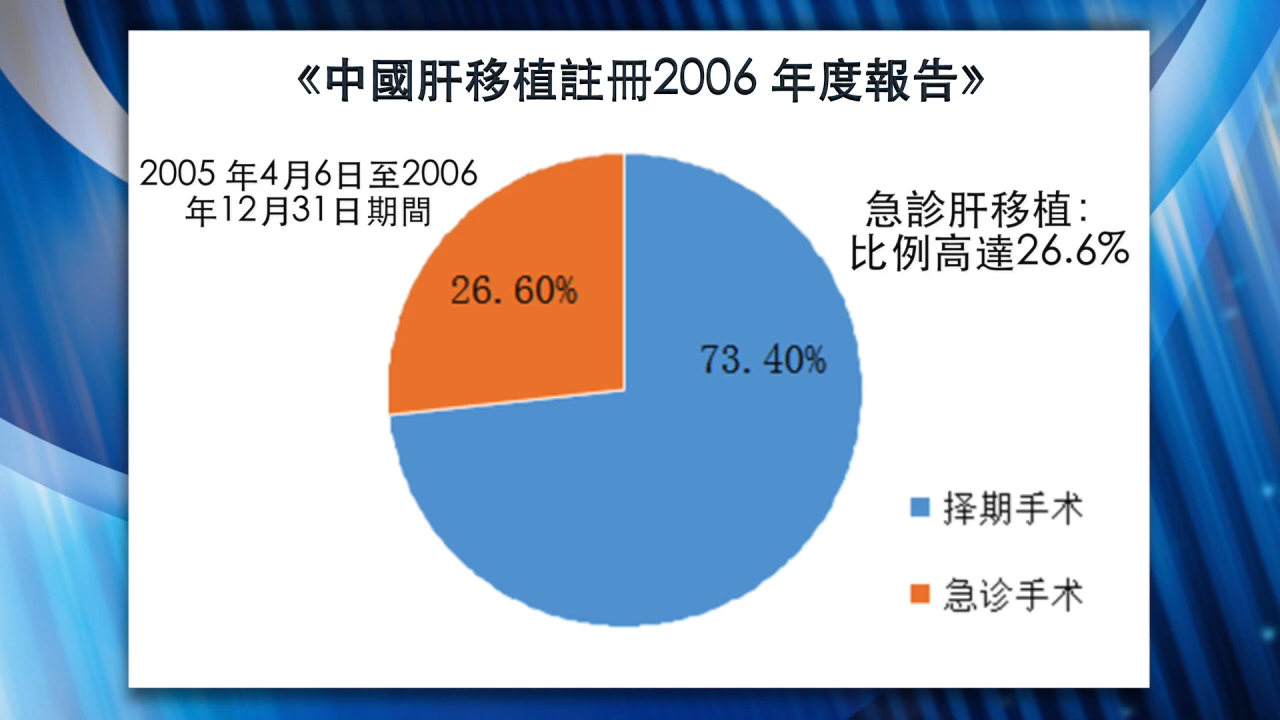 《中國肝移植註冊2006 年度報告》
2005 年4月6日至2006
年12月31日期間
急診肝移植：
比例高達26.6%
26.60%
73.40%
择期手术
急诊手术